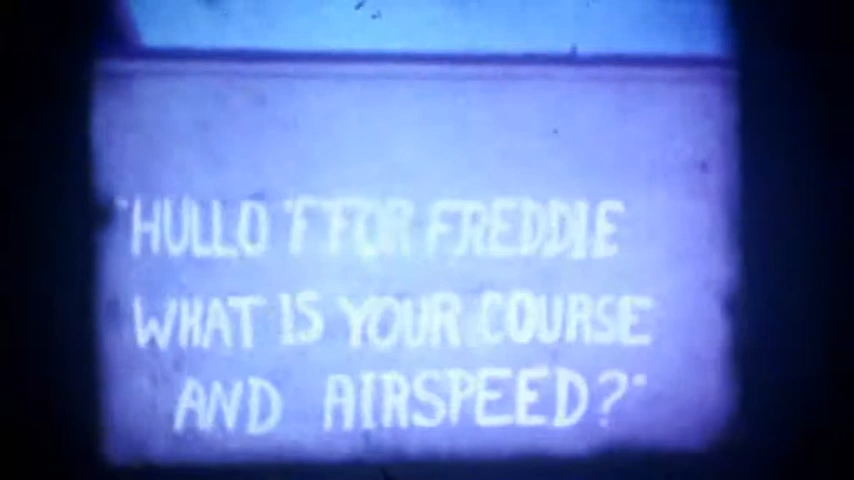 "HULLO 'F FOR FREDDIE
WHAT IS YOUR COURSE
AND AIRSPEED?"